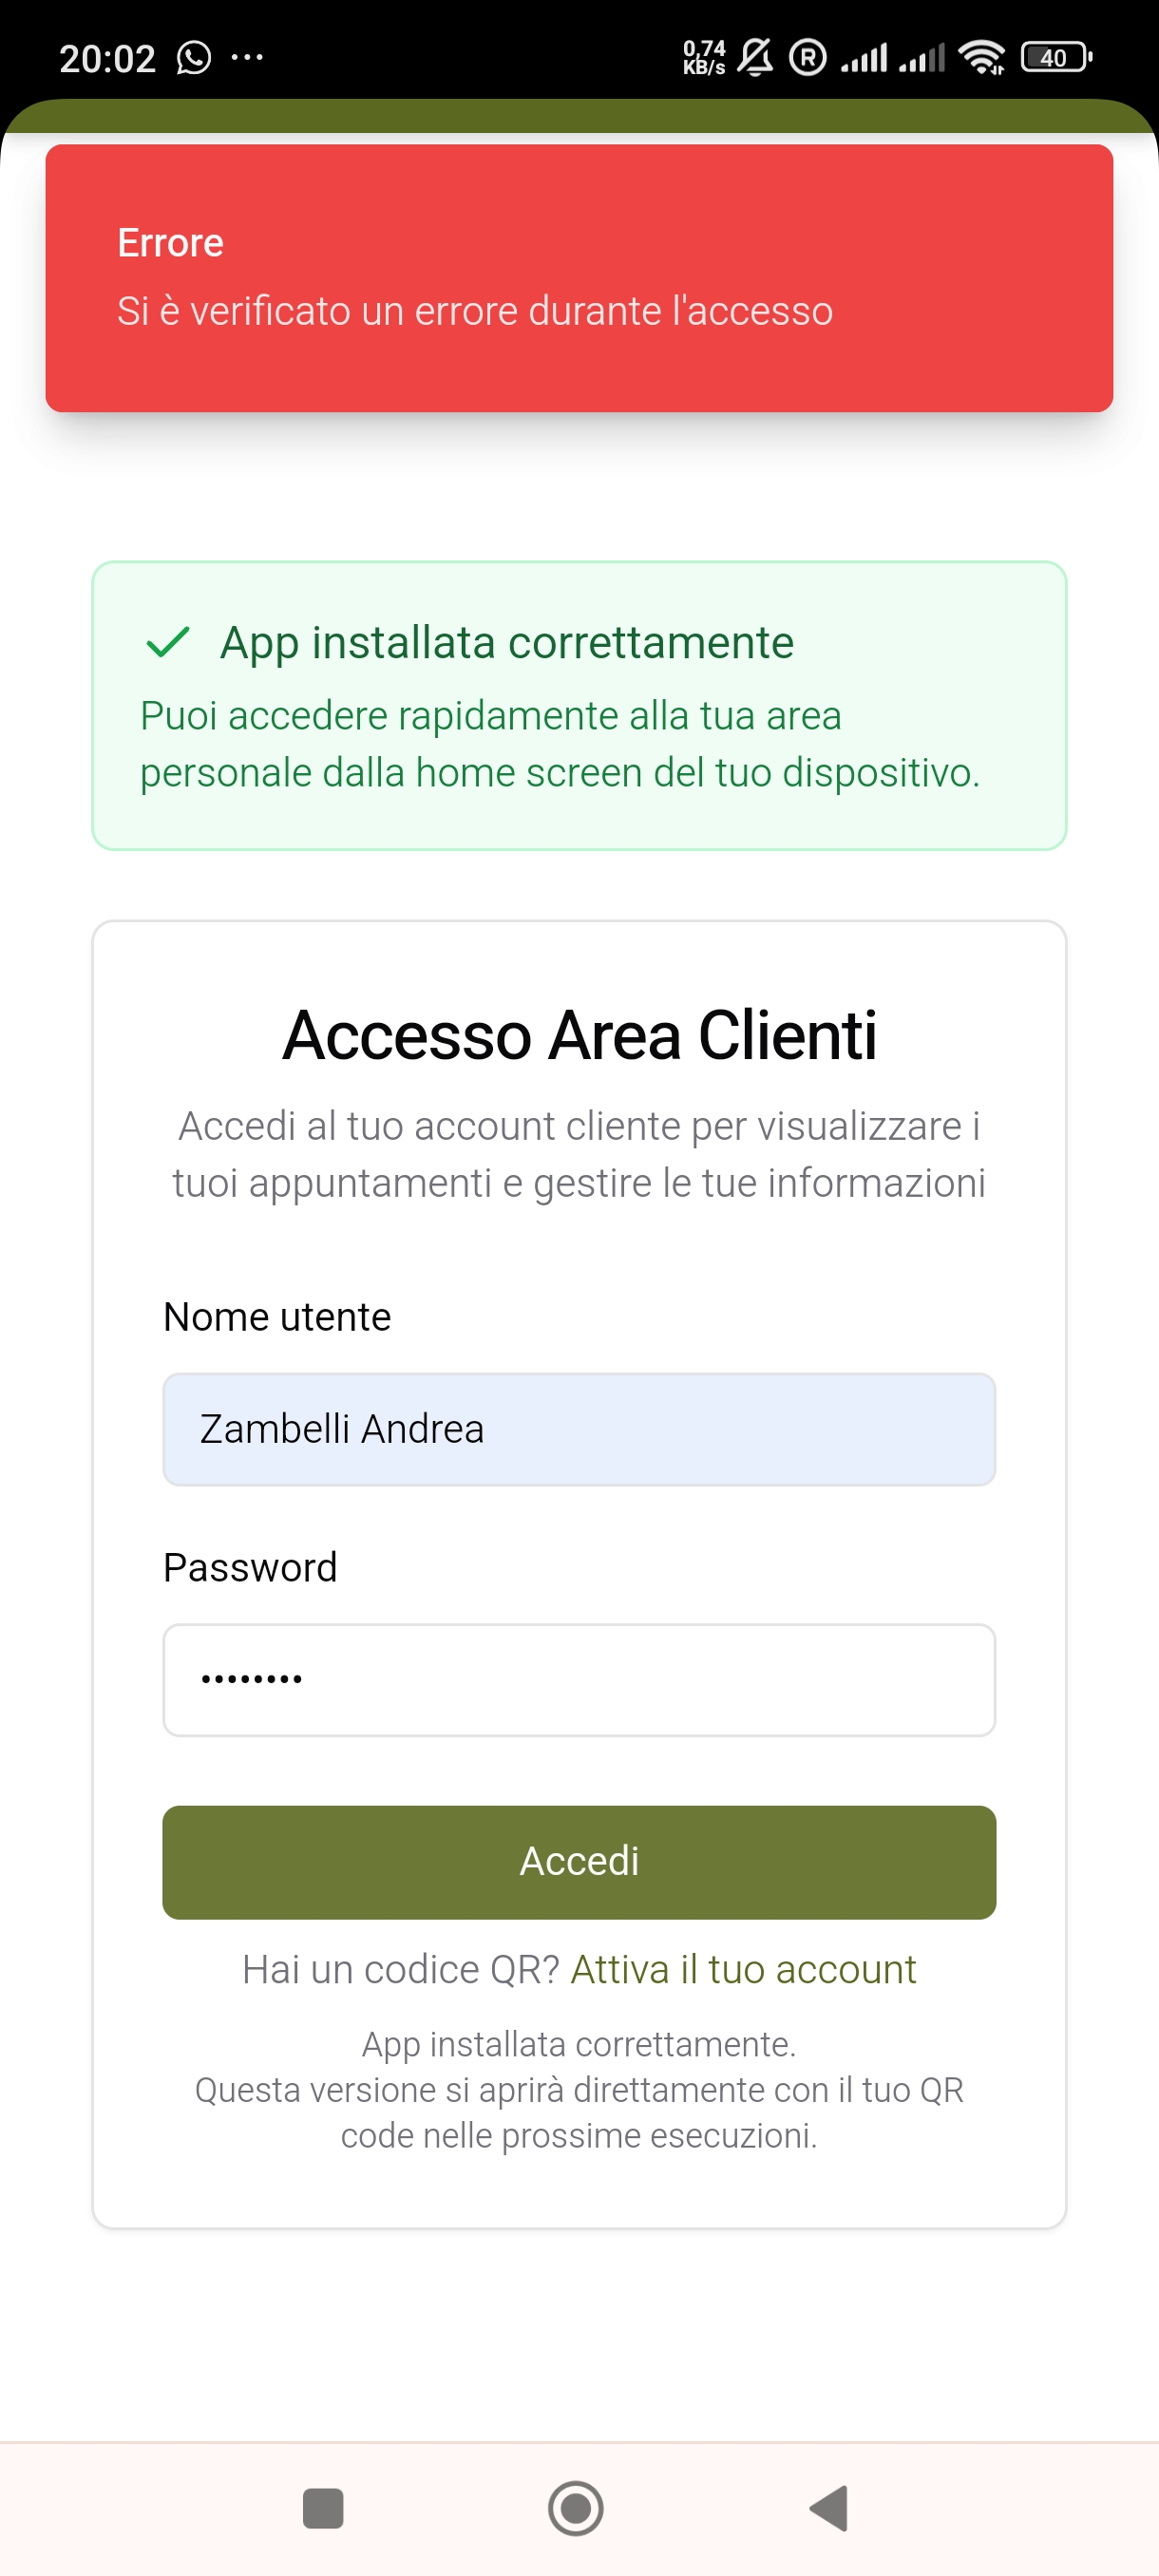 20:02
0,74
KB/s
R
40
Errore
Si è verificato un errore durante l'accesso
App installata correttamente
Puoi accedere rapidamente alla tua area
personale dalla home screen del tuo dispositivo.
Accesso Area Clienti
Accedi al tuo account cliente per visualizzare i
tuoi appuntamenti e gestire le tue informazioni
Nome utente
Zambelli Andrea
Password
••••••••
Accedi
Hai un codice QR? Attiva il tuo account
App installata correttamente.
Questa versione si aprirà direttamente con il tuo QR
code nelle prossime esecuzioni.